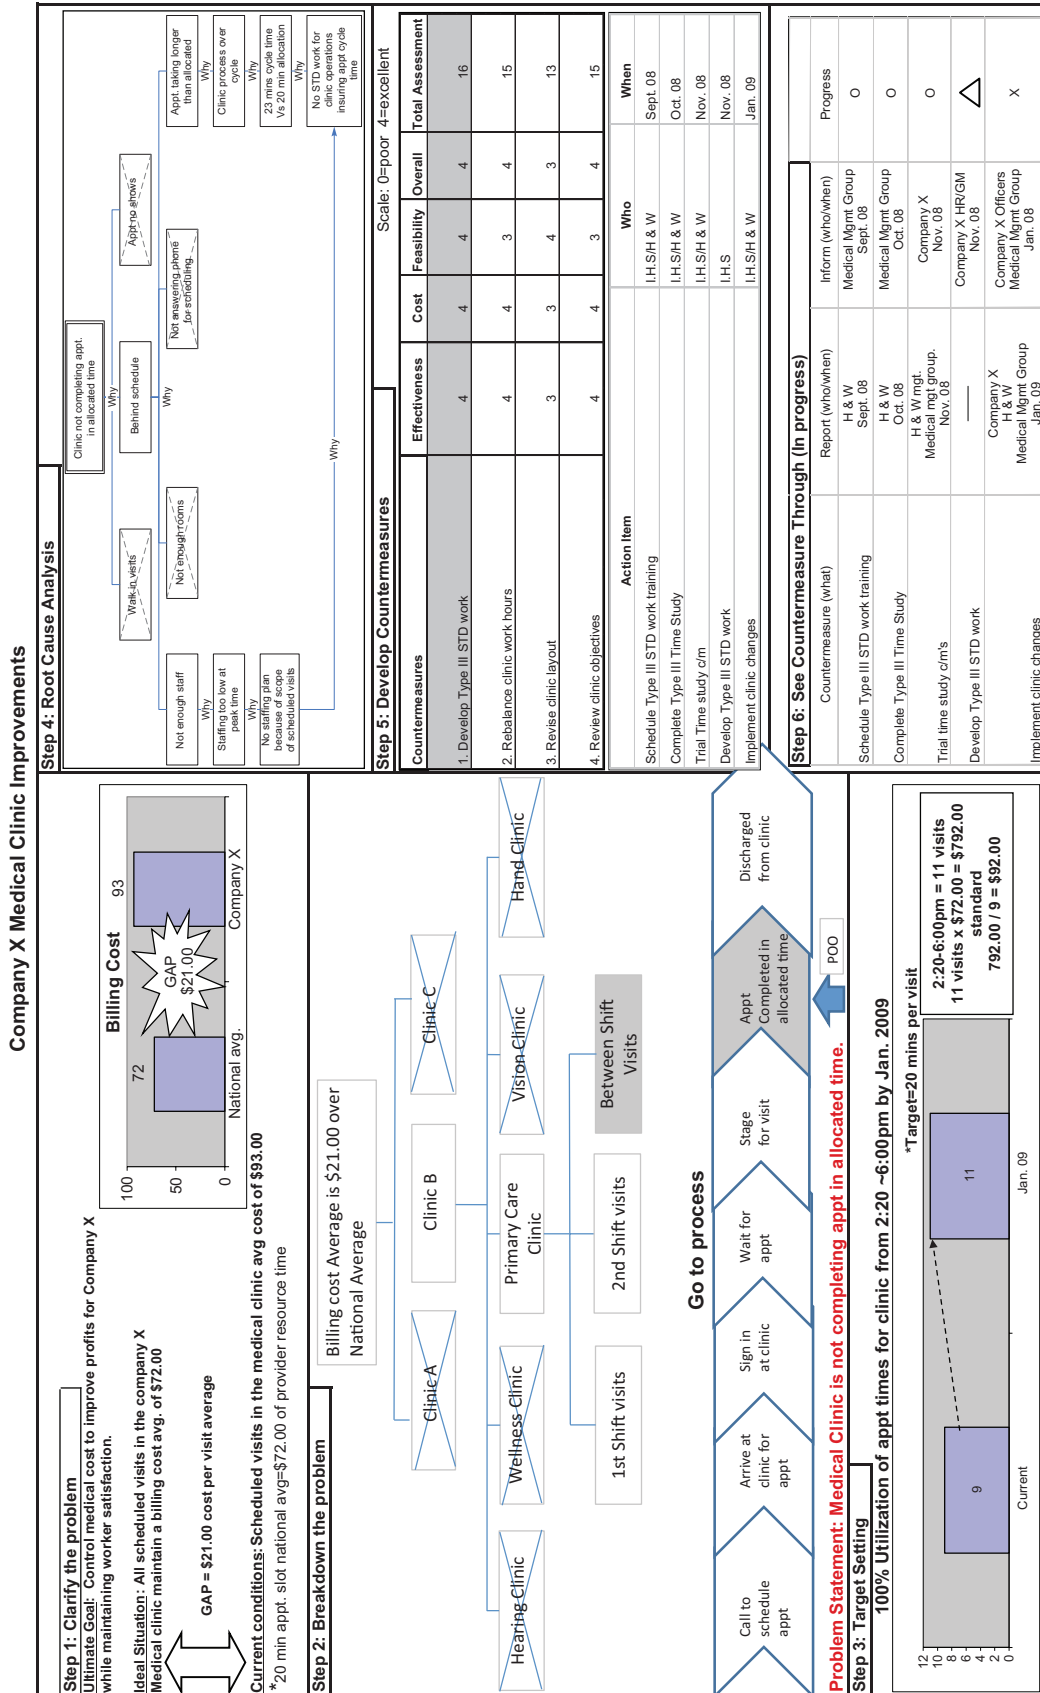 Company X Medical Clinic Improvements
Step 1: Clarify the problem
Ultimate Goal: Control medical cost to improve profits for Company X
while maintaining worker satisfaction.
Ideal Situation: All scheduled visits in the company X
Medical clinic maintain a billing cost avg. of $72.00
GAP = $21.00 cost per visit average
Current conditions: Scheduled visits in the medical clinic avg cost of $93.00
*20 min appt. slot national avg=$72.00 of provider resource time
Billing Cost
100
50
0
72
93
GAP
$21.00
National avg.
Company X
Step 2: Breakdown the problem
Billing cost Average is $21.00 over
National Average
Clinic A
Clinic B
Clinic C
Hearing Clinic
Wellness Clinic
Primary Care
Clinic
Vision Clinic
Hand Clinic
1st Shift visits
2nd Shift visits
Between Shift
Visits
Go to process
Call to
schedule
appt
Arrive at
clinic for
appt
Sign in
at clinic
Wait for
appt
Stage
for visit
Appt
Completed in
allocated time
Discharged
from clinic
POO
Problem Statement: Medical Clinic is not completing appt in allocated time.
Step 3: Target Setting
100% Utilization of appt times for clinic from 2:20 ~6:00pm by Jan. 2009
*Target=20 mins per visit
12
10
8
6
4
2
0
9
11
Current
Jan. 09
2:20-6:00pm = 11 visits
11 visits x $72.00 = $792.00
standard
792.00 / 9 = $92.00
Step 4: Root Cause Analysis
Clinic not completing appt.
in allocated time
Why
Walk-in visits
Behind schedule
Appt no shows
Why
Not enough staff
Not enough rooms
Not answering phone
for scheduling
Appt. taking longer
than allocated
Why
Why
Staffing too low at
peak time
Clinic process over
cycle
Why
Why
No staffing plan
because of scope
of scheduled visits
23 mins cycle time
Vs 20 min allocation
Why
Why
No STD work for
clinic operations
insuring appt cycle
time
Step 5: Develop Countermeasures
Scale: 0=poor 4=excellent
Countermeasures Effectiveness Cost Feasibility Overall Total Assessment
1. Develop Type III STD work 4 4 4 4 16
2. Rebalance clinic work hours 4 4 3 4 15
3. Revise clinic layout 3 3 4 3 13
4. Review clinic objectives 4 4 3 4 15
Action Item Who When
Schedule Type III STD work training I.H.S/H & W Sept. 08
Complete Type III Time Study I.H.S/H & W Oct. 08
Trial Time study c/m I.H.S/H & W Nov. 08
Develop Type III STD work I.H.S Nov. 08
Implement clinic changes I.H.S/H & W Jan. 09
Step 6: See Countermeasure Through (In progress)
Countermeasure (what) Report (who/when) Inform (who/when) Progress
Schedule Type III STD work training H & W Sept. 08 Medical Mgmt Group Sept. 08 O
Complete Type III Time Study H & W Oct. 08 Medical Mgmt Group Oct. 08 O
Trial time study c/m's H & W mgt. Medical mgt group. Nov. 08 Company X Nov. 08 O
Develop Type II STD work — Company X HR/GM Nov. 08 △
Implement clinic changes Company X H & W Medical Mgmt Group Jan. 09 Company X Officers Medical Mgmt Group Jan. 08 X